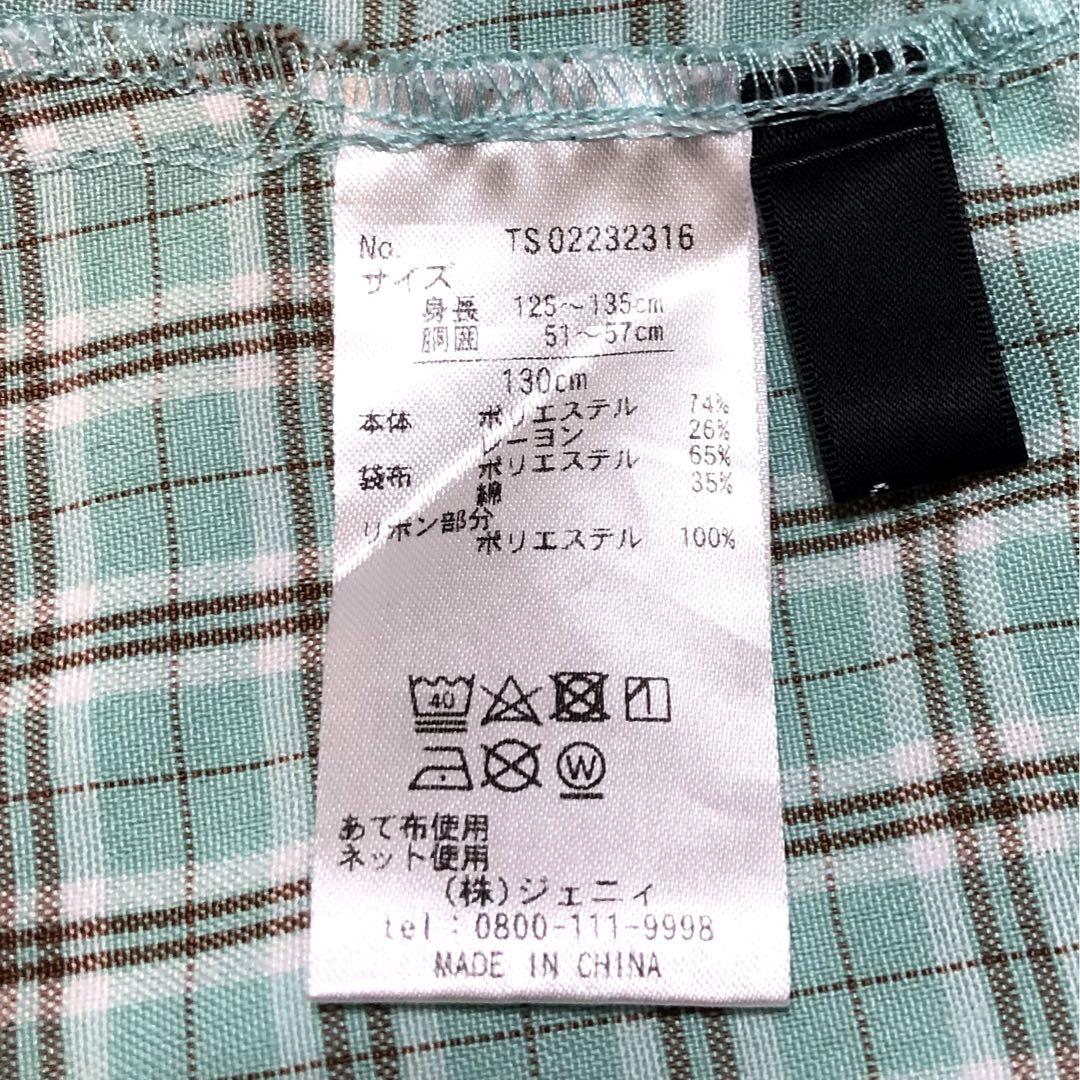 No. TS02232316
サイズ
身長 125～135cm
胴囲 51～57cm
130cm
本体 ポリエステル 74%
レーヨン 26%
袋布 ポリエステル 65%
綿 35%
リボン部分
ポリエステル 100%
40
W
あて布使用
ネット使用
(株)ジェニィ
tel：0800-111-9998
MADE IN CHINA